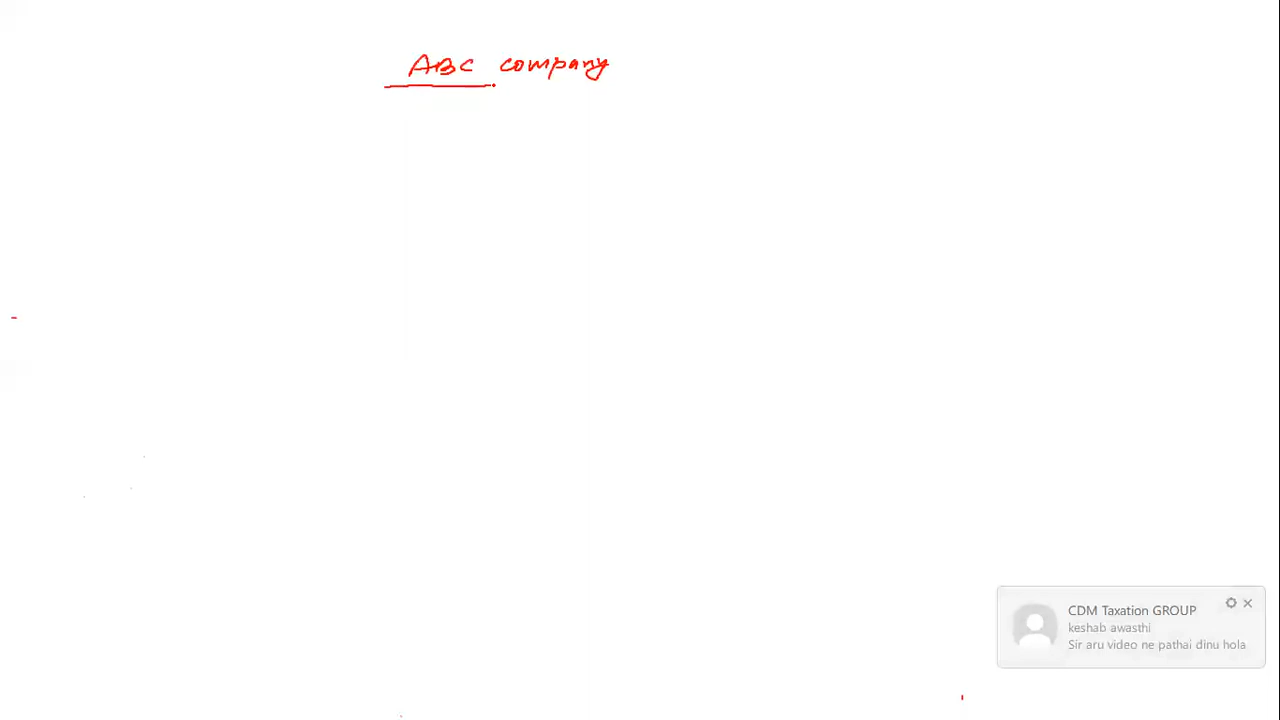 ABC company
CDM Taxation GROUP
keshab awasthi
Sir aru video ne pathai dinu hola